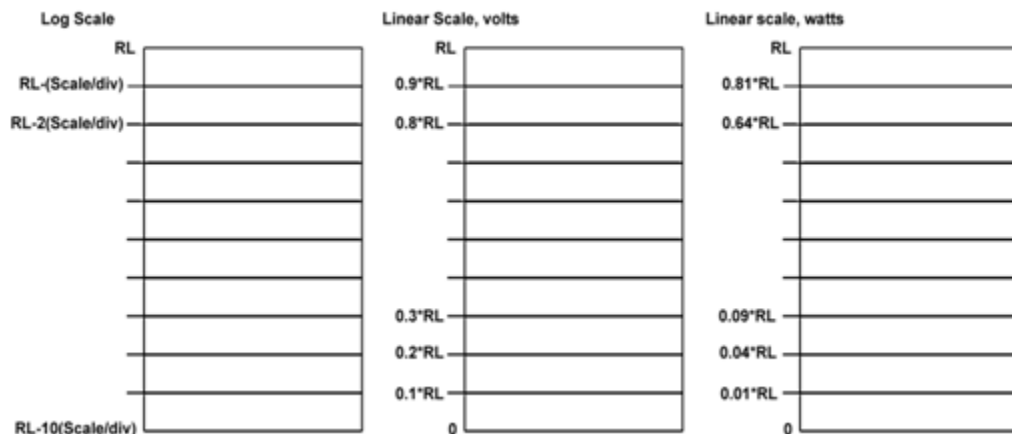 Log Scale
RL
RL-(Scale/div)
RL-2(Scale/div)
RL-10(Scale/div)
Linear Scale, volts
RL
0.9*RL
0.8*RL
0.3*RL
0.2*RL
0.1*RL
0
Linear scale, watts
RL
0.81*RL
0.64*RL
0.09*RL
0.04*RL
0.01*RL
0